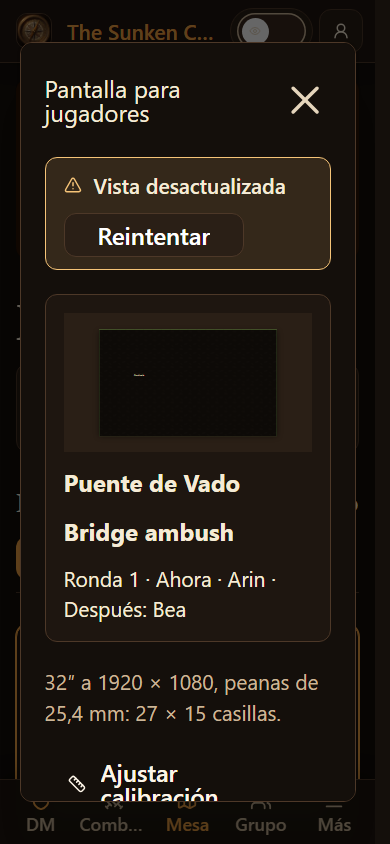 The Sunken C...
Pantalla para
jugadores
Vista desactualizada
Reintentar
Puente de Vado
Bridge ambush
Ronda 1 · Ahora · Arin ·
Después: Bea
32″ a 1920 × 1080, peanas de
25,4 mm: 27 × 15 casillas.
Ajustar
calibración
DM
Comb...
Mesa
Grupo
Más